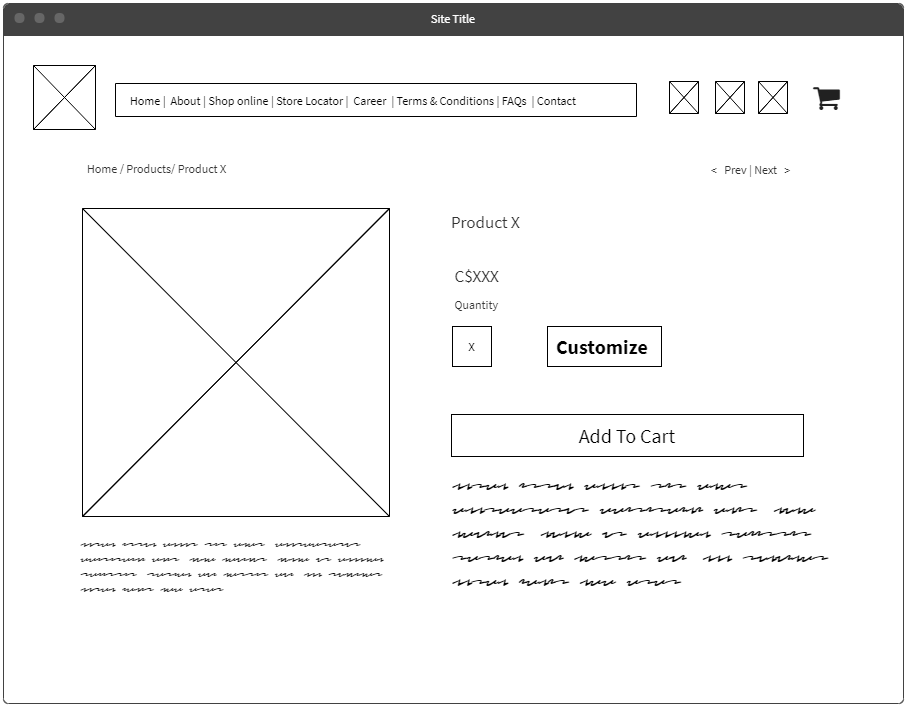 Site Title
Home | About | Shop online | Store Locator | Career | Terms & Conditions | FAQs | Contact
Home / Products/ Product X
< Prev | Next >
Product X
C$XXX
Quantity
X
Customize
Add To Cart